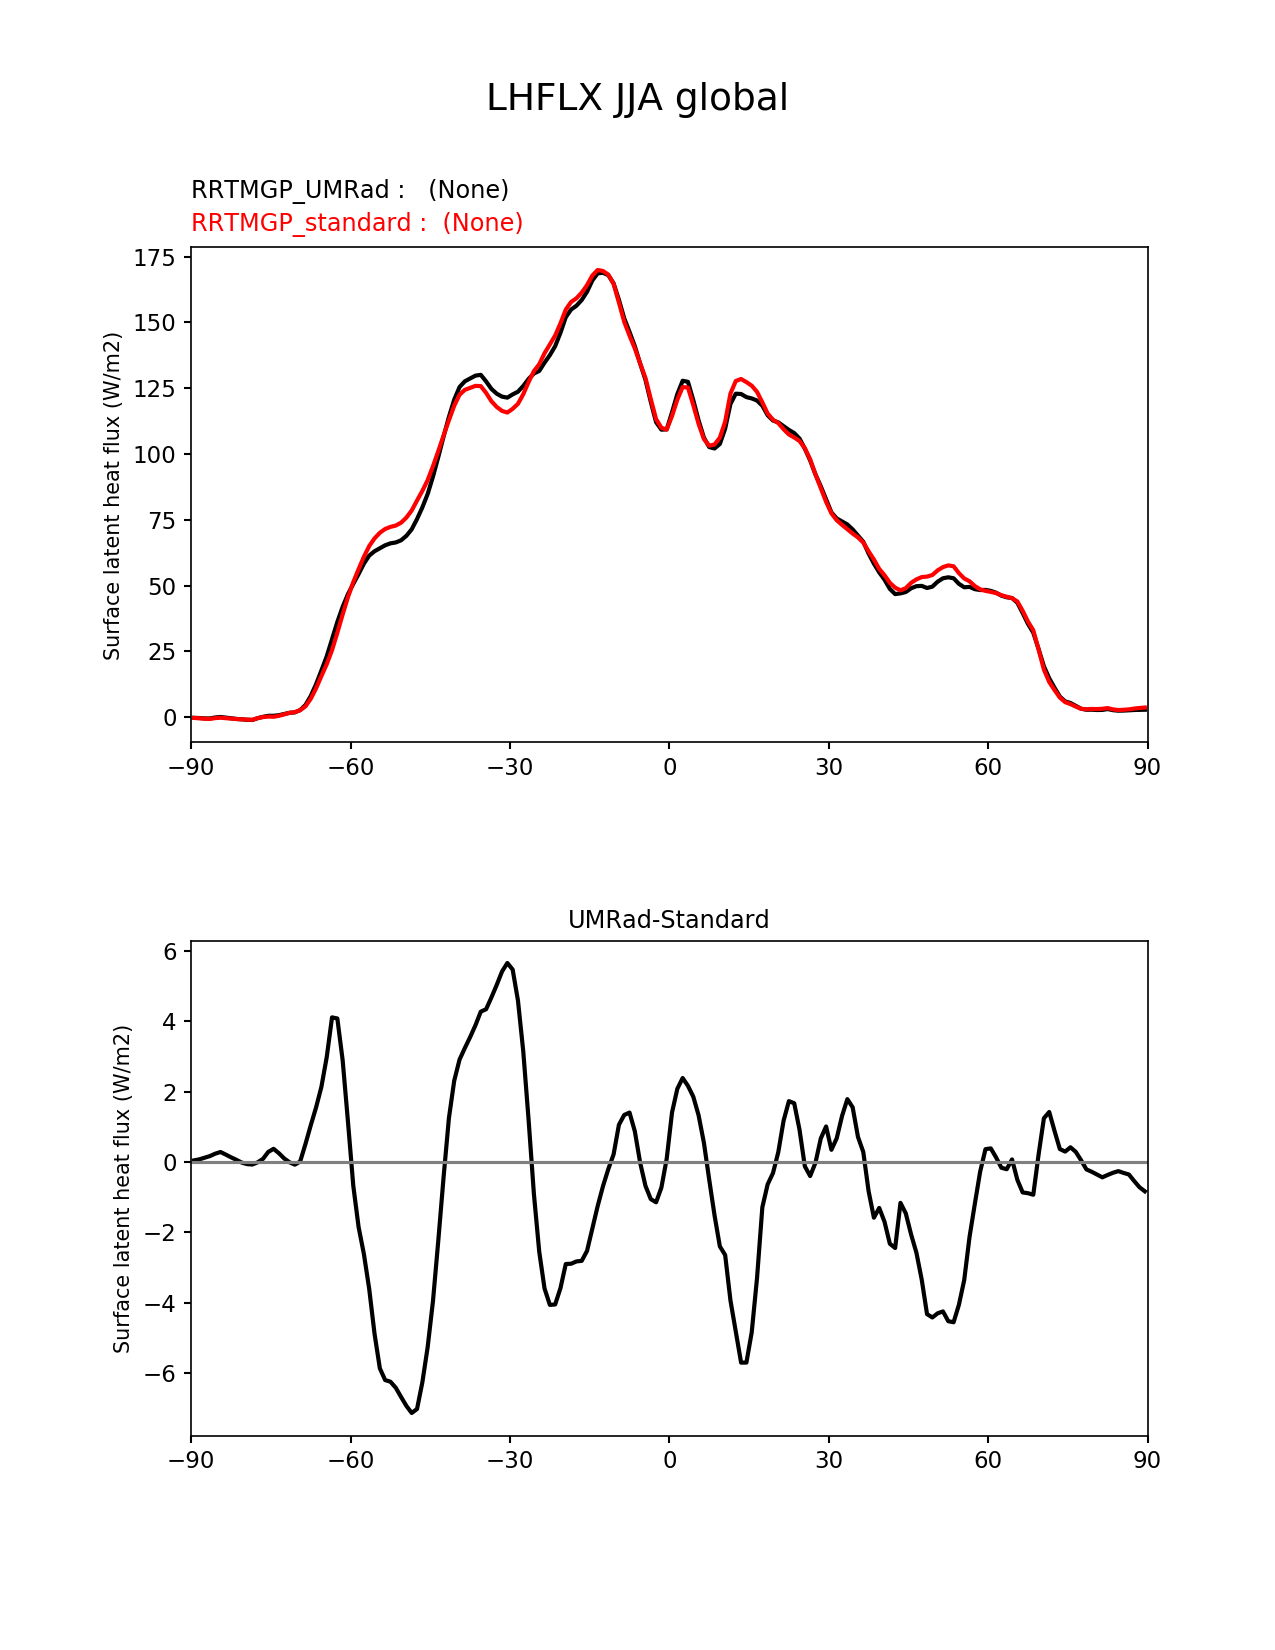 LHFLX JJA global
RRTMGP_UMRad :   (None)
RRTMGP_standard :  (None)
175
150
125
100
75
50
25
0
Surface latent heat flux (W/m2)
−90 −60 −30 0 30 60 90
UMRad-Standard
6
4
2
0
−2
−4
−6
Surface latent heat flux (W/m2)
−90 −60 −30 0 30 60 90